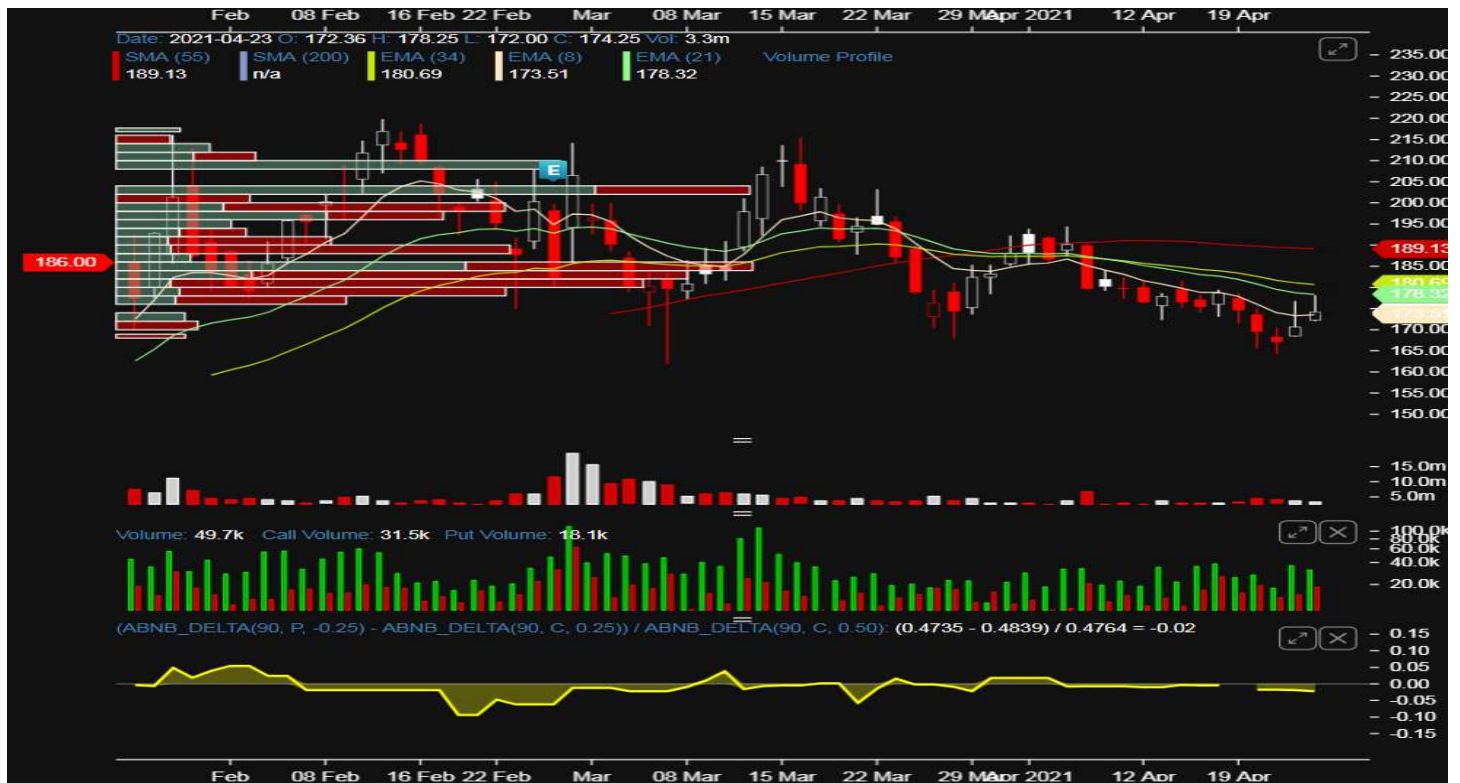 Feb 08 Feb 16 Feb 22 Feb Mar 08 Mar 15 Mar 22 Mar 29 Apr 2021 12 Apr 19 Apr
Date: 2021-04-23 O: 172.36 H: 178.25 L: 172.00 C: 174.25 Vol: 3.3m
SMA (55) SMA (200) EMA (34) EMA (8) EMA (21) Volume Profile
189.13 n/a 180.69 173.51 178.32
235.00
230.00
225.00
220.00
215.00
210.00
E
205.00
200.00
195.00
189.13
186.00
185.00
180.69
178.32
173.51
170.00
165.00
160.00
155.00
150.00
15.0m
10.0m
5.0m
Volume: 49.7k Call Volume: 31.5k Put Volume: 18.1k
100.0k
80.0k
60.0k
40.0k
20.0k
(ABNB_DELTA(90, P, -0.25) - ABNB_DELTA(90, C, 0.25)) / ABNB_DELTA(90, C, 0.50): (0.4735 - 0.4839) / 0.4764 = -0.02
0.15
0.10
0.05
0.00
-0.05
-0.10
-0.15
Feb 08 Feb 16 Feb 22 Feb Mar 08 Mar 15 Mar 22 Mar 29 Apr 2021 12 Apr 19 Apr